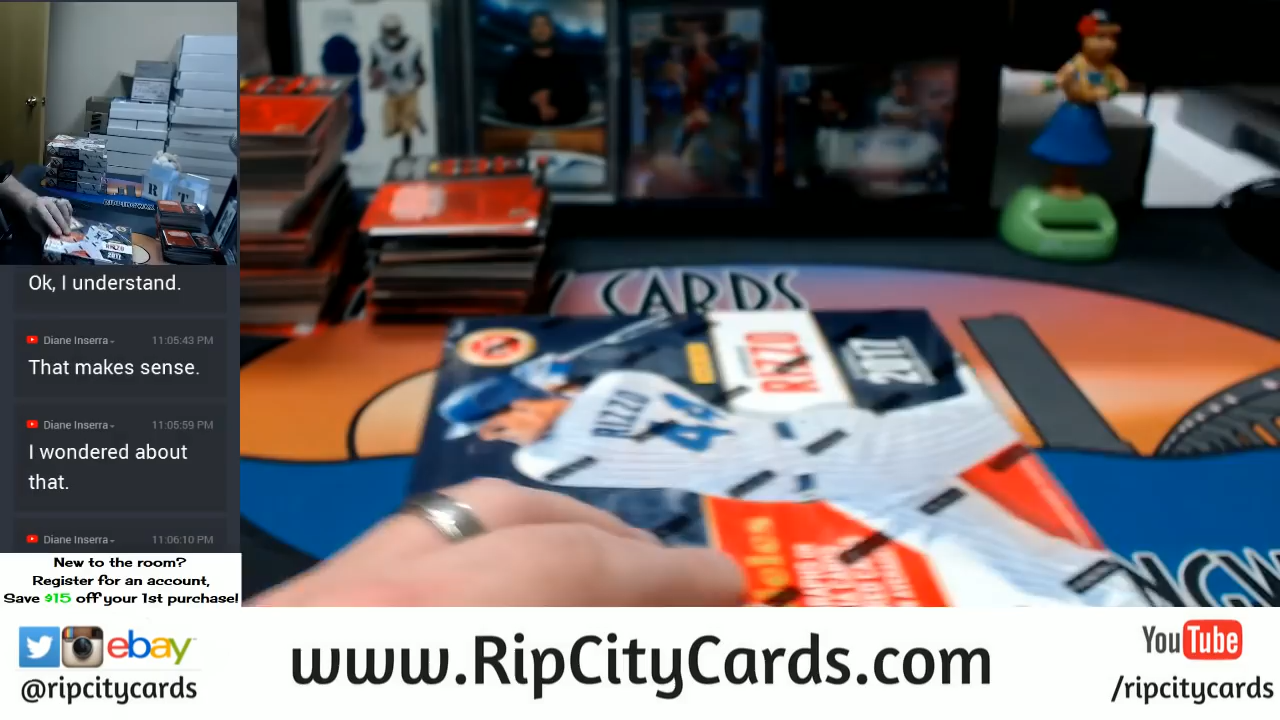 Ok, I understand.
Diane Inserra
11:05:43 PM
That makes sense.
Diane Inserra
11:05:59 PM
I wondered about
that.
Diane Inserra
11:06:10 PM
New to the room?
Register for an account,
Save $15 off your 1st purchase!
ebay
@ripcitycards
www.RipCityCards.com
YouTube
/ripcitycards
CARDS
RIZZO
2017
RIZZO
44